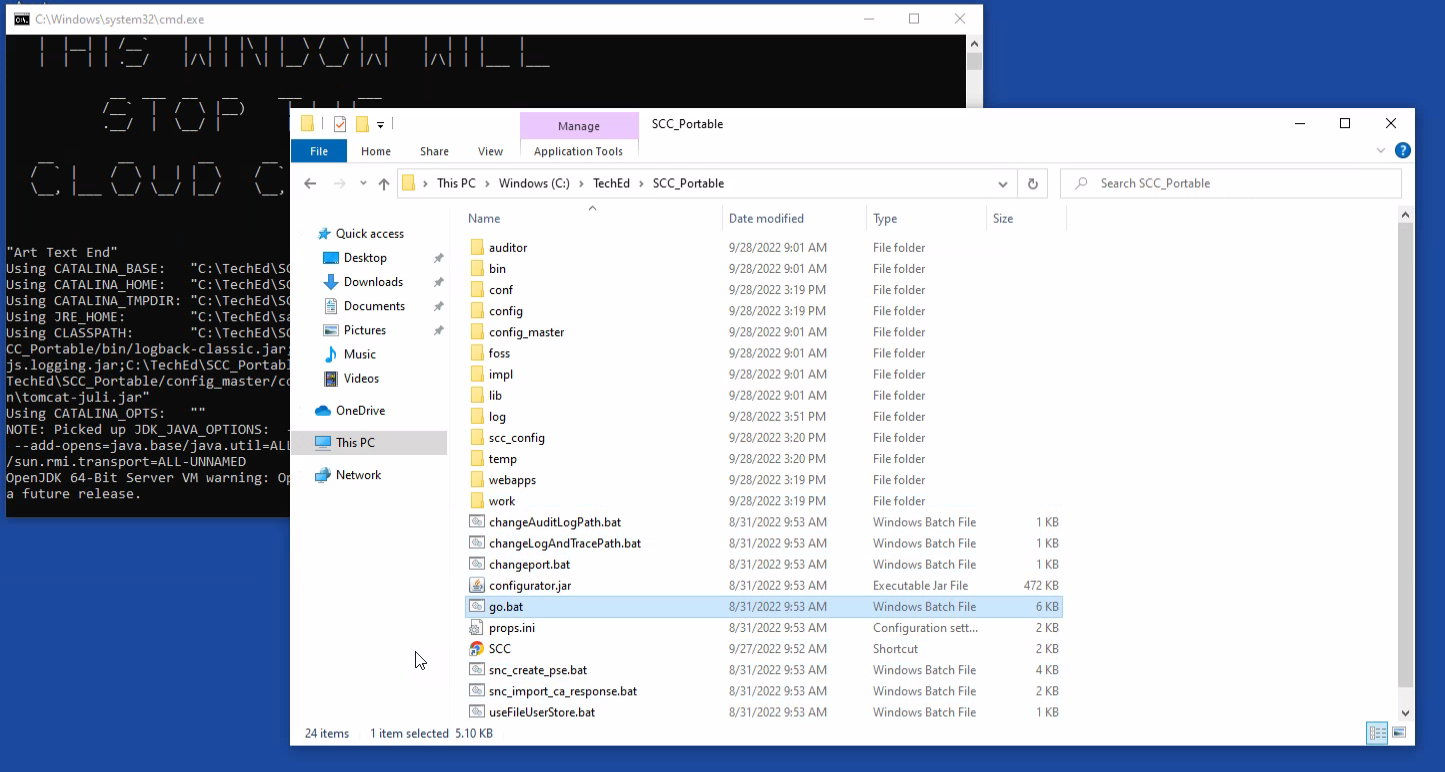 C:\Windows\system32\cmd.exe
THIS WINDOW WILL
STOP THE
CLOUD C
"Art Text End"
Using CATALINA_BASE:   "C:\TechEd\SC
Using CATALINA_HOME:   "C:\TechEd\SC
Using CATALINA_TMPDIR: "C:\TechEd\SC
Using JRE_HOME:        "C:\TechEd\sa
Using CLASSPATH:       "C:\TechEd\SC
CC_Portable/bin/logback-classic.jar;
js.logging.jar;C:\TechEd\SCC_Portabl
TechEd\SCC_Portable/config_master/co
n\tomcat-juli.jar"
Using CATALINA_OPTS:   ""
NOTE: Picked up JDK_JAVA_OPTIONS:  -
--add-opens=java.base/java.util=ALL
/sun.rmi.transport=ALL-UNNAMED
OpenJDK 64-Bit Server VM warning: Op
a future release.
Manage SCC_Portable
File Home Share View Application Tools
This PC > Windows (C:) > TechEd > SCC_Portable
Search SCC_Portable
Quick access
Desktop
Downloads
Documents
Pictures
Music
Videos
OneDrive
This PC
Network
Name Date modified Type Size
auditor 9/28/2022 9:01 AM File folder
bin 9/28/2022 9:01 AM File folder
conf 9/28/2022 3:19 PM File folder
config 9/28/2022 3:19 PM File folder
config_master 9/28/2022 9:01 AM File folder
foss 9/28/2022 9:01 AM File folder
impl 9/28/2022 9:01 AM File folder
lib 9/28/2022 9:01 AM File folder
log 9/28/2022 3:51 PM File folder
scc_config 9/28/2022 3:20 PM File folder
temp 9/28/2022 3:20 PM File folder
webapps 9/28/2022 3:19 PM File folder
work 9/28/2022 3:19 PM File folder
changeAuditLogPath.bat 8/31/2022 9:53 AM Windows Batch File 1 KB
changeLogAndTracePath.bat 8/31/2022 9:53 AM Windows Batch File 1 KB
changeport.bat 8/31/2022 9:53 AM Windows Batch File 1 KB
configurator.jar 8/31/2022 9:53 AM Executable Jar File 472 KB
go.bat 8/31/2022 9:53 AM Windows Batch File 6 KB
props.ini 8/31/2022 9:53 AM Configuration sett... 2 KB
SCC 9/27/2022 9:52 AM Shortcut 2 KB
snc_create_pse.bat 8/31/2022 9:53 AM Windows Batch File 4 KB
snc_import_ca_response.bat 8/31/2022 9:53 AM Windows Batch File 2 KB
useFileUserStore.bat 8/31/2022 9:53 AM Windows Batch File 1 KB
24 items 1 item selected 5.10 KB